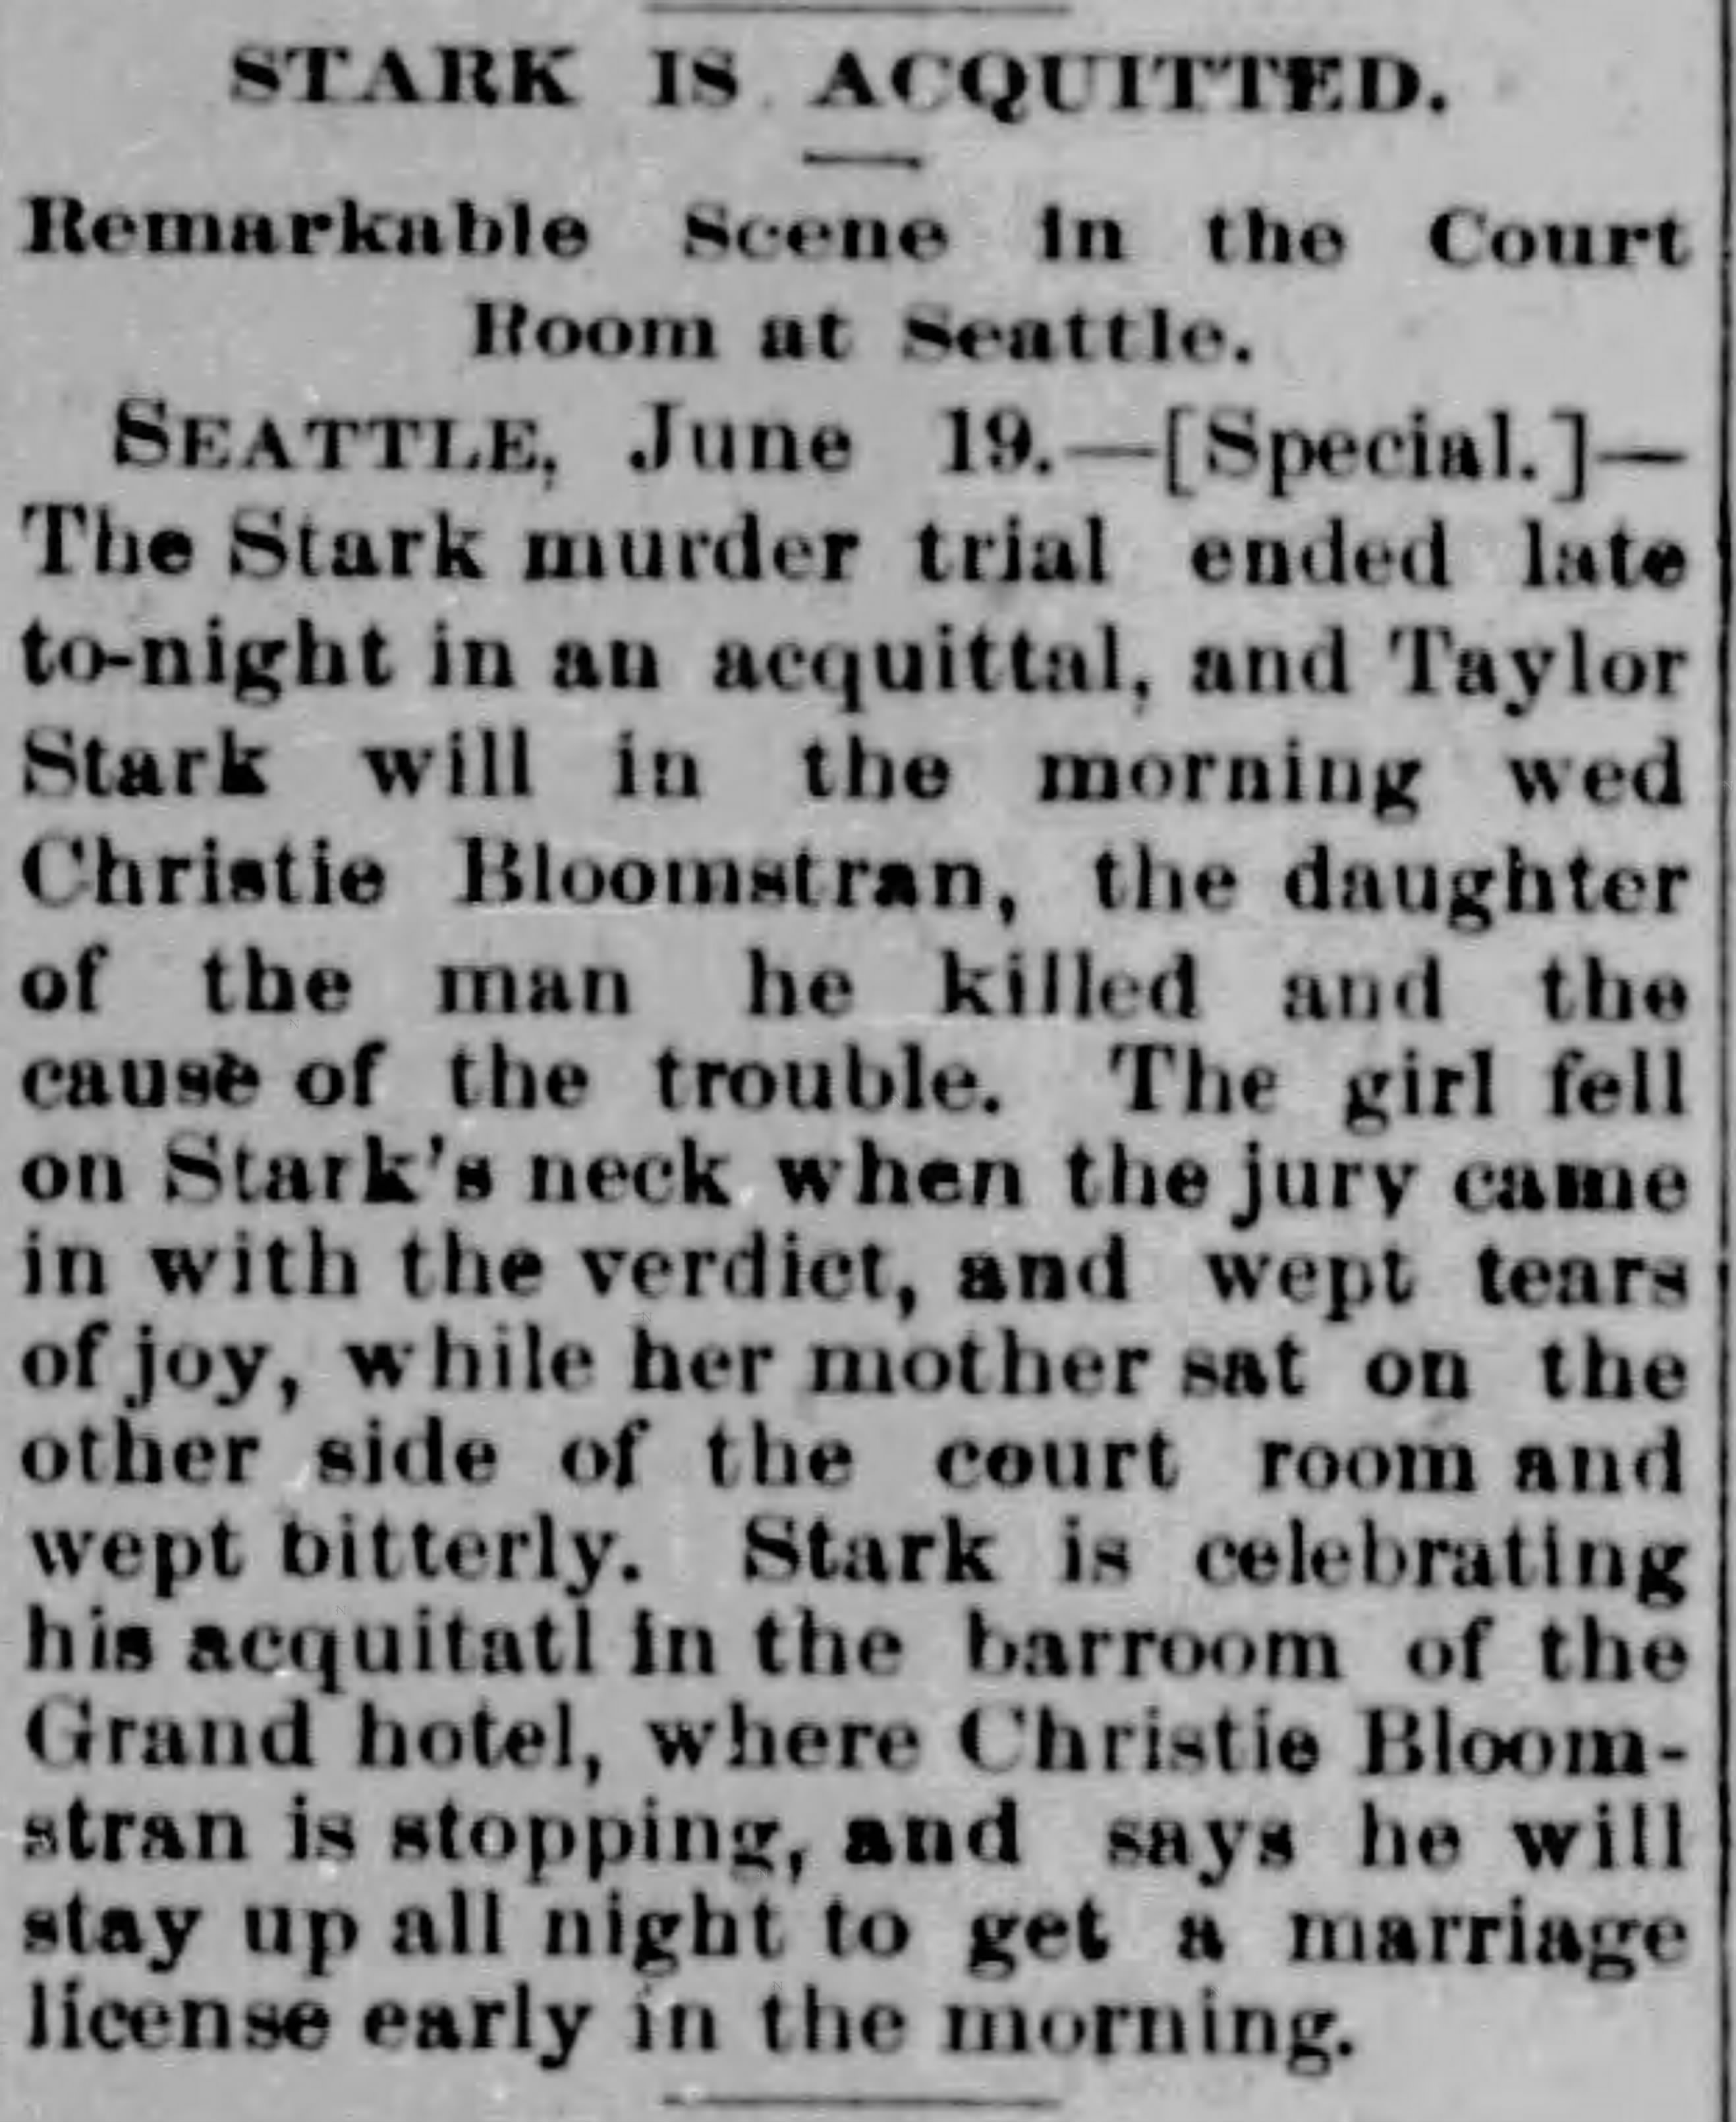 STARK IS ACQUITTED.
Remarkable Scene in the Court
Room at Seattle.
SEATTLE, June 19.—[Special.]—
The Stark murder trial ended late
to-night in an acquittal, and Taylor
Stark will in the morning wed
Christie Bloomstran, the daughter
of the man he killed and the
cause of the trouble. The girl fell
on Stark's neck when the jury came
in with the verdict, and wept tears
of joy, while her mother sat on the
other side of the court room and
wept bitterly. Stark is celebrating
his acquitatl in the barroom of the
Grand hotel, where Christie Bloom-
stran is stopping, and says he will
stay up all night to get a marriage
license early in the morning.